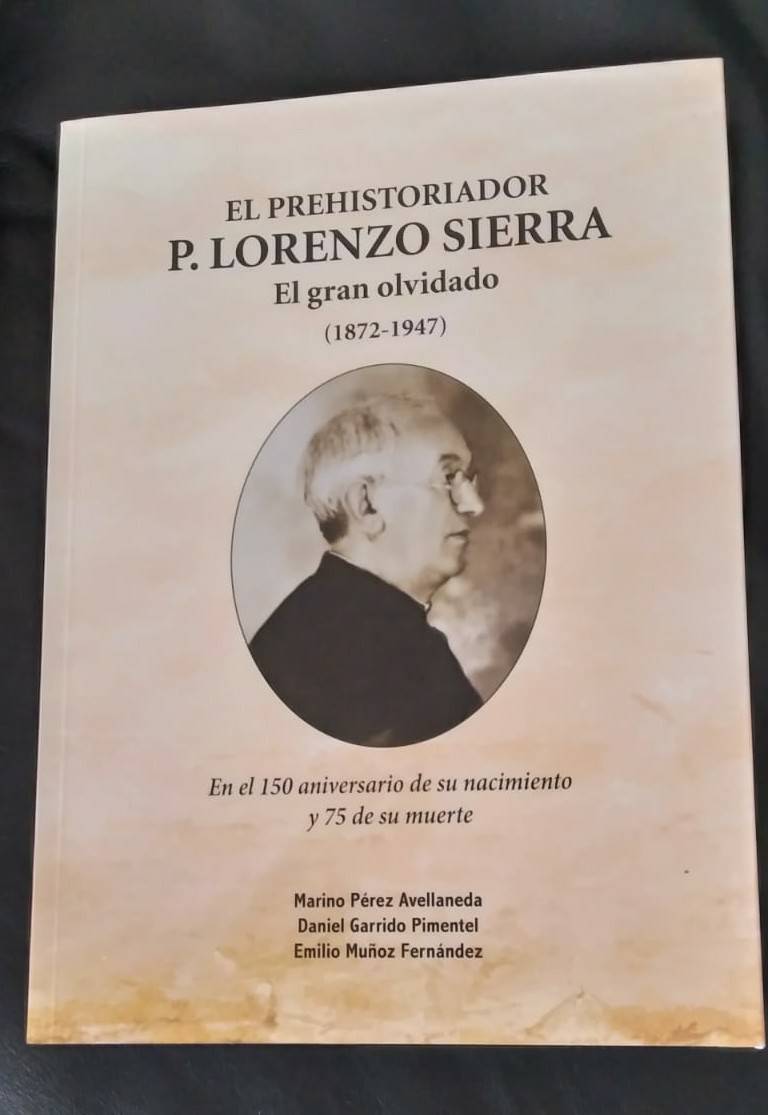 EL PREHISTORIADOR
P. LORENZO SIERRA
El gran olvidado
(1872-1947)
En el 150 aniversario de su nacimiento
y 75 de su muerte
Marino Pérez Avellaneda
Daniel Garrido Pimentel
Emilio Muñoz Fernández